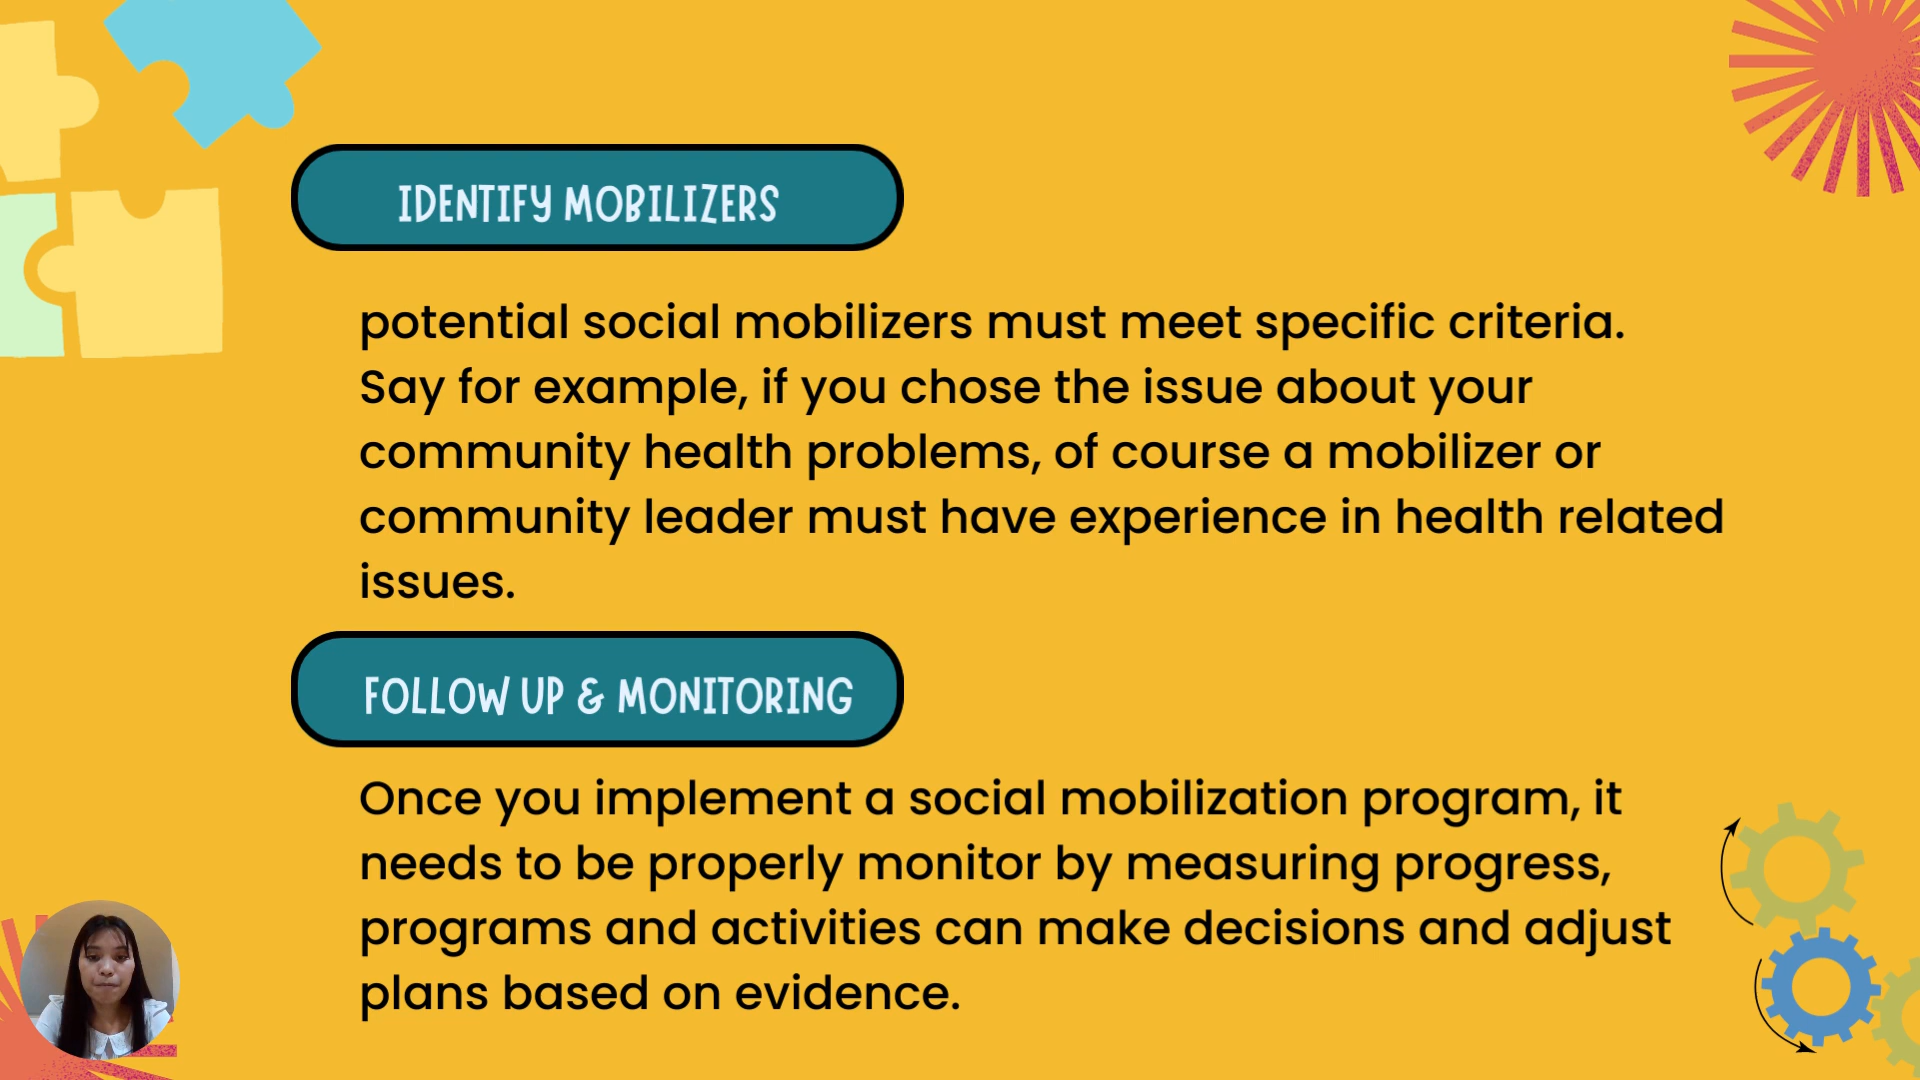 IDENTIFY MOBILIZERS
potential social mobilizers must meet specific criteria.
Say for example, if you chose the issue about your
community health problems, of course a mobilizer or
community leader must have experience in health related
issues.
FOLLOW UP & MONITORING
Once you implement a social mobilization program, it
needs to be properly monitor by measuring progress,
programs and activities can make decisions and adjust
plans based on evidence.